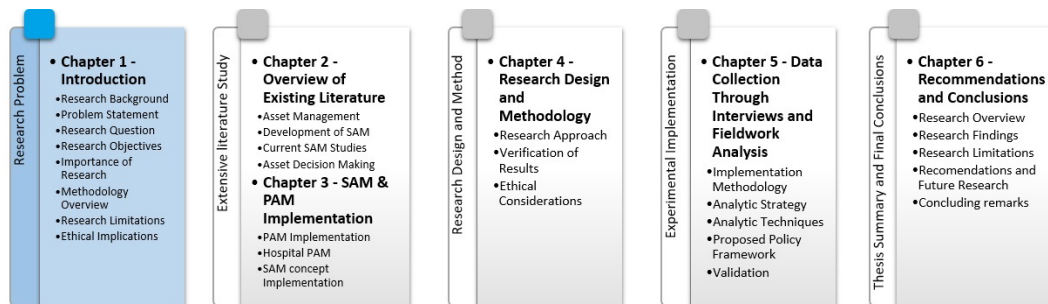 Research Problem
• Chapter 1 -
Introduction
•Research Background
•Problem Statement
•Research Question
•Research Objectives
•Importance of
Research
•Methodology
Overview
•Research Limitations
•Ethical Implications
Extensive literature Study
• Chapter 2 -
Overview of
Existing Literature
•Asset Management
•Development of SAM
•Current SAM Studies
•Asset Decision Making
• Chapter 3 - SAM &
PAM
Implementation
•PAM Implementation
•Hospital PAM
•SAM concept
Implementation
Research Design and Method
• Chapter 4 -
Research Design
and
Methodology
•Research Approach
•Verification of
Results
•Ethical
Considerations
Experimental Implementation
• Chapter 5 - Data
Collection
Through
Interviews and
Fieldwork
Analysis
•Implementation
Methodology
•Analytic Strategy
•Analytic Techniques
•Proposed Policy
Framework
•Validation
Thesis Summary and Final Conclusions
• Chapter 6 -
Recommendations
and Conclusions
•Research Overview
•Research Findings
•Research Limitations
•Recomendations and
Future Research
•Concluding remarks